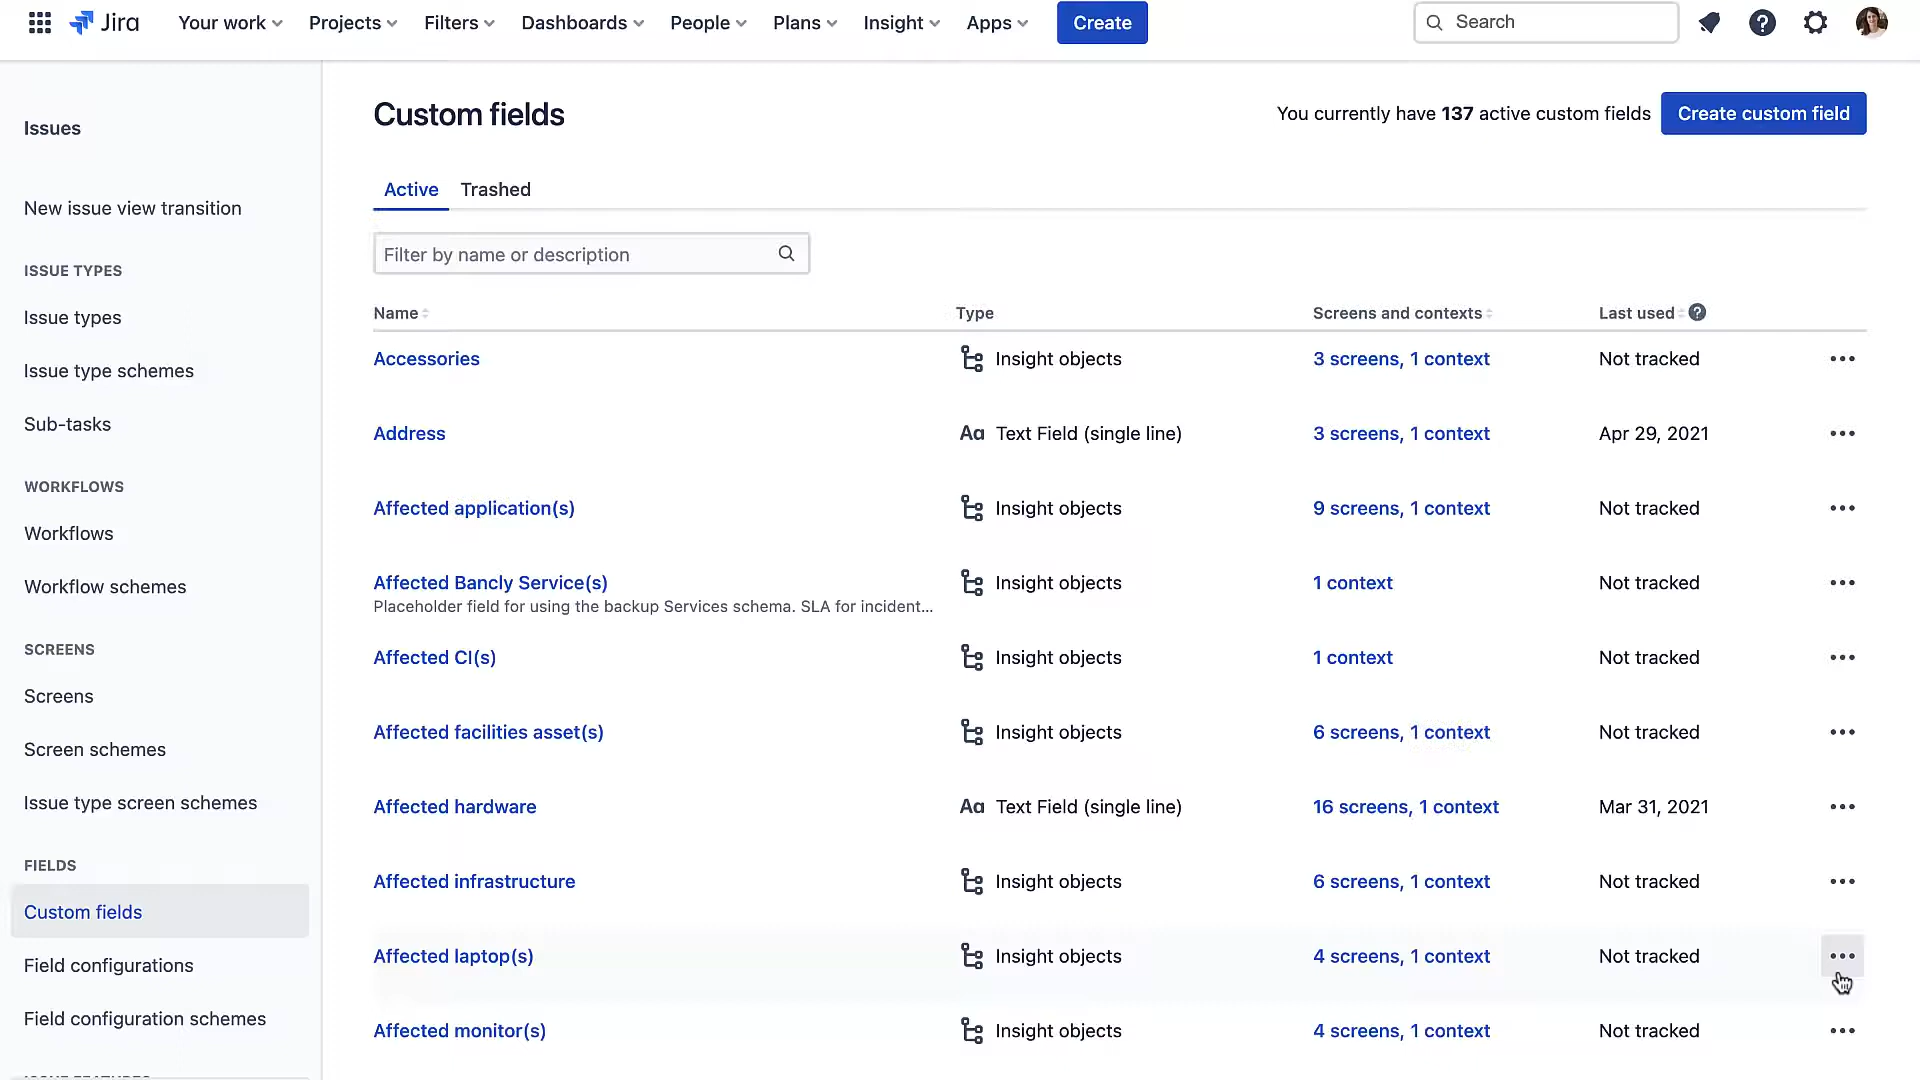 Jira Your work Projects Filters Dashboards People Plans Insight Apps Create Search
Issues
New issue view transition
ISSUE TYPES
Issue types
Issue type schemes
Sub-tasks
WORKFLOWS
Workflows
Workflow schemes
SCREENS
Screens
Screen schemes
Issue type screen schemes
FIELDS
Custom fields
Field configurations
Field configuration schemes
Custom fields
You currently have 137 active custom fields Create custom field
Active Trashed
Filter by name or description
Name Type Screens and contexts Last used
Accessories Insight objects 3 screens, 1 context Not tracked
Address Aa Text Field (single line) 3 screens, 1 context Apr 29, 2021
Affected application(s) Insight objects 9 screens, 1 context Not tracked
Affected Bancly Service(s) Insight objects 1 context Not tracked
Placeholder field for using the backup Services schema. SLA for incident...
Affected CI(s) Insight objects 1 context Not tracked
Affected facilities asset(s) Insight objects 6 screens, 1 context Not tracked
Affected hardware Aa Text Field (single line) 16 screens, 1 context Mar 31, 2021
Affected infrastructure Insight objects 6 screens, 1 context Not tracked
Affected laptop(s) Insight objects 4 screens, 1 context Not tracked
Affected monitor(s) Insight objects 4 screens, 1 context Not tracked